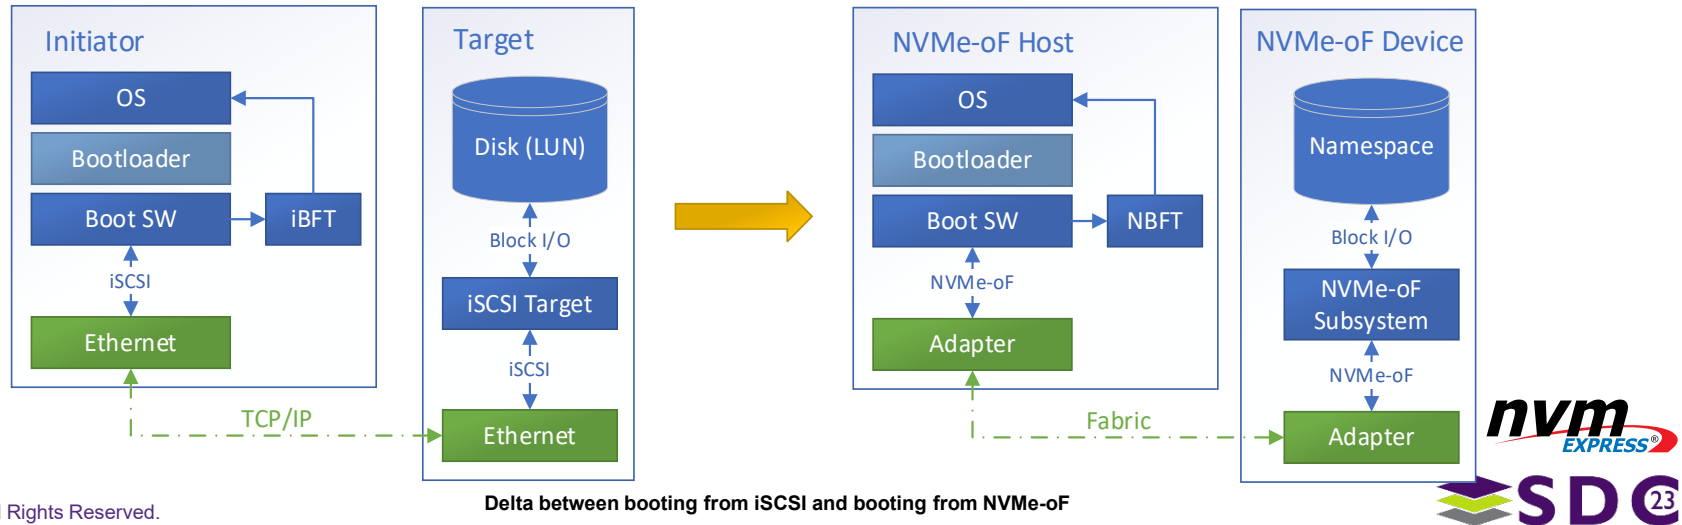 Initiator
OS
Bootloader
Boot SW
iBFT
iSCSI
Ethernet
TCP/IP
Target
Disk (LUN)
Block I/O
iSCSI Target
iSCSI
Ethernet
NVMe-oF Host
OS
Bootloader
Boot SW
NBFT
NVMe-oF
Adapter
Fabric
NVMe-oF Device
Namespace
Block I/O
NVMe-oF
Subsystem
NVMe-oF
Adapter
nvm
EXPRESS®
SDC 23
Rights Reserved.
Delta between booting from iSCSI and booting from NVMe-oF